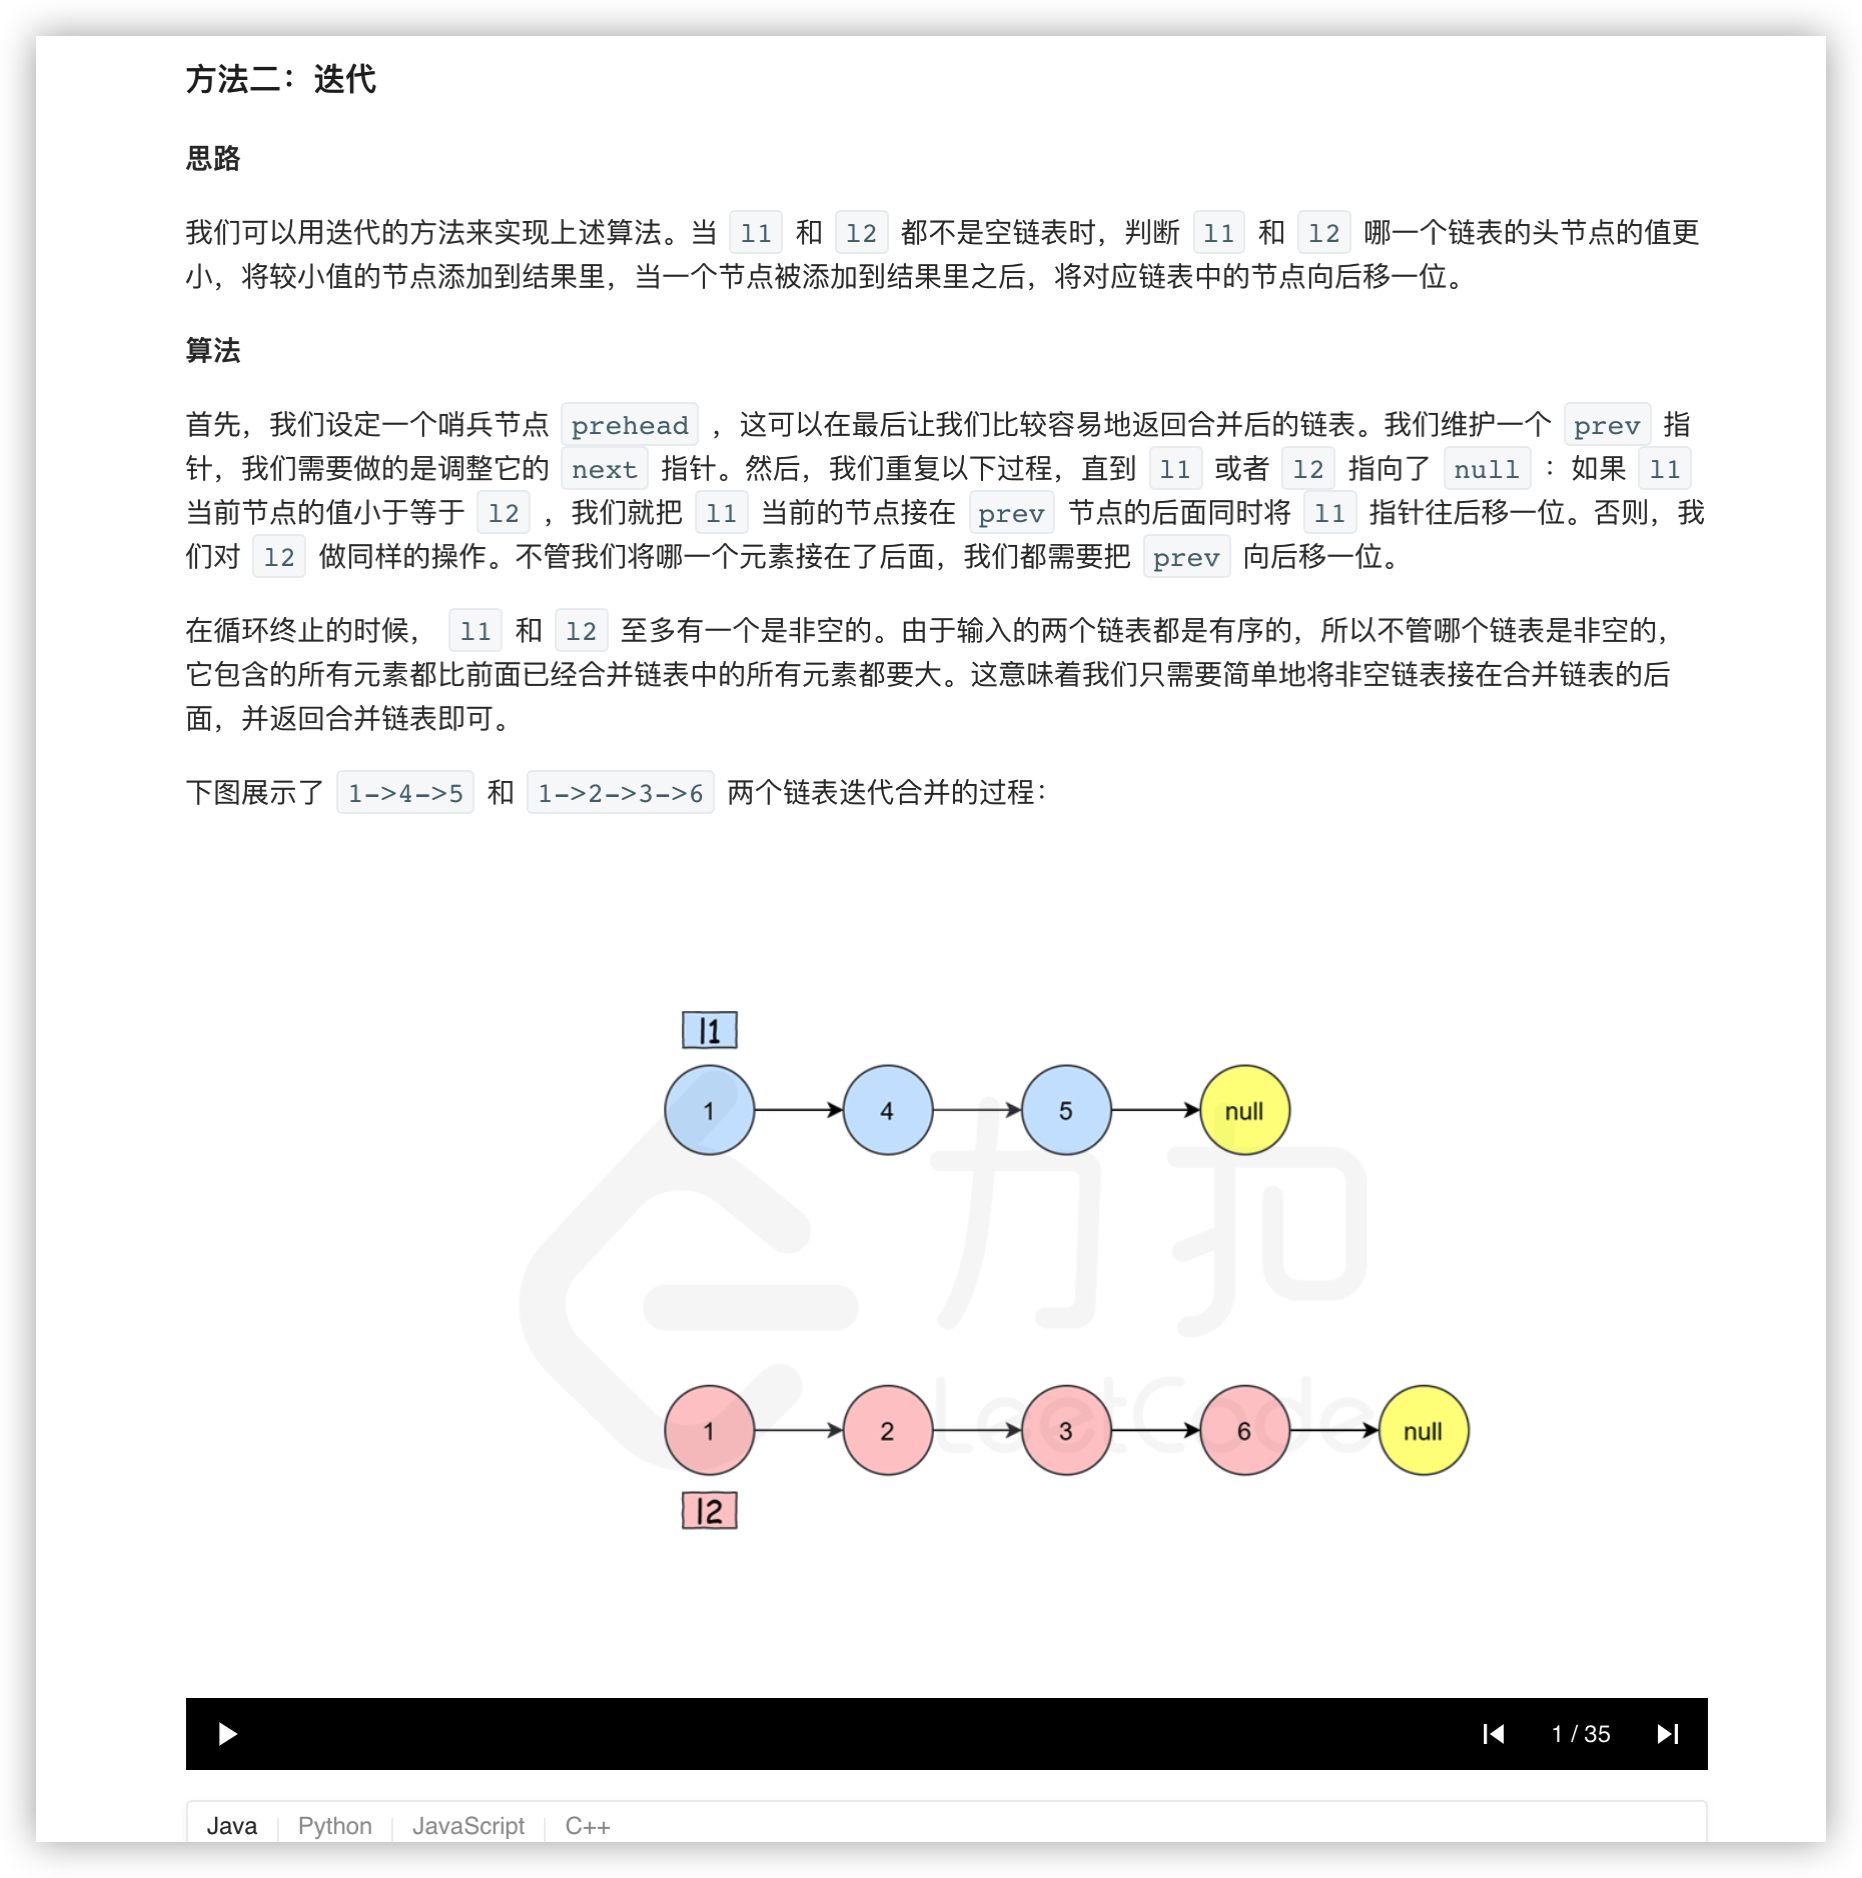 方法二：迭代
思路
我们可以用迭代的方法来实现上述算法。当 l1 和 l2 都不是空链表时，判断 l1 和 l2 哪一个链表的头节点的值更
小，将较小值的节点添加到结果里，当一个节点被添加到结果里之后，将对应链表中的节点向后移一位。
算法
首先，我们设定一个哨兵节点 prehead ，这可以在最后让我们比较容易地返回合并后的链表。我们维护一个 prev 指
针，我们需要做的是调整它的 next 指针。然后，我们重复以下过程，直到 l1 或者 l2 指向了 null ：如果 l1
当前节点的值小于等于 l2 ，我们就把 l1 当前的节点接在 prev 节点的后面同时将 l1 指针往后移一位。否则，我
们对 l2 做同样的操作。不管我们将哪一个元素接在了后面，我们都需要把 prev 向后移一位。
在循环终止的时候， l1 和 l2 至多有一个是非空的。由于输入的两个链表都是有序的，所以不管哪个链表是非空的，
它包含的所有元素都比前面已经合并链表中的所有元素都要大。这意味着我们只需要简单地将非空链表接在合并链表的后
面，并返回合并链表即可。
下图展示了 1->4->5 和 1->2->3->6 两个链表迭代合并的过程：
l1
1 4 5 null
力扣
LeetCode
1 2 3 6 null
l2
1 / 35
Java Python JavaScript C++